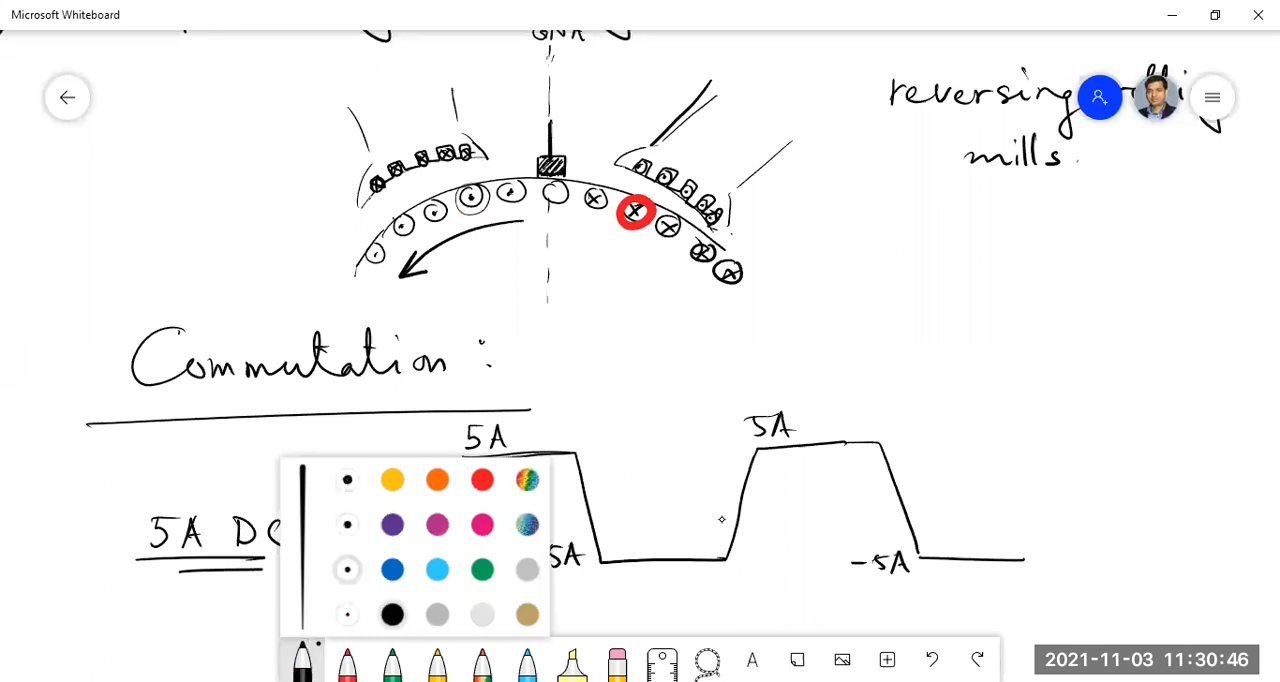 Microsoft Whiteboard
GNA
reversing
mills.
Commutation :
5A
5A
5A DC
5A
-5A
A
2021-11-03 11:30:46